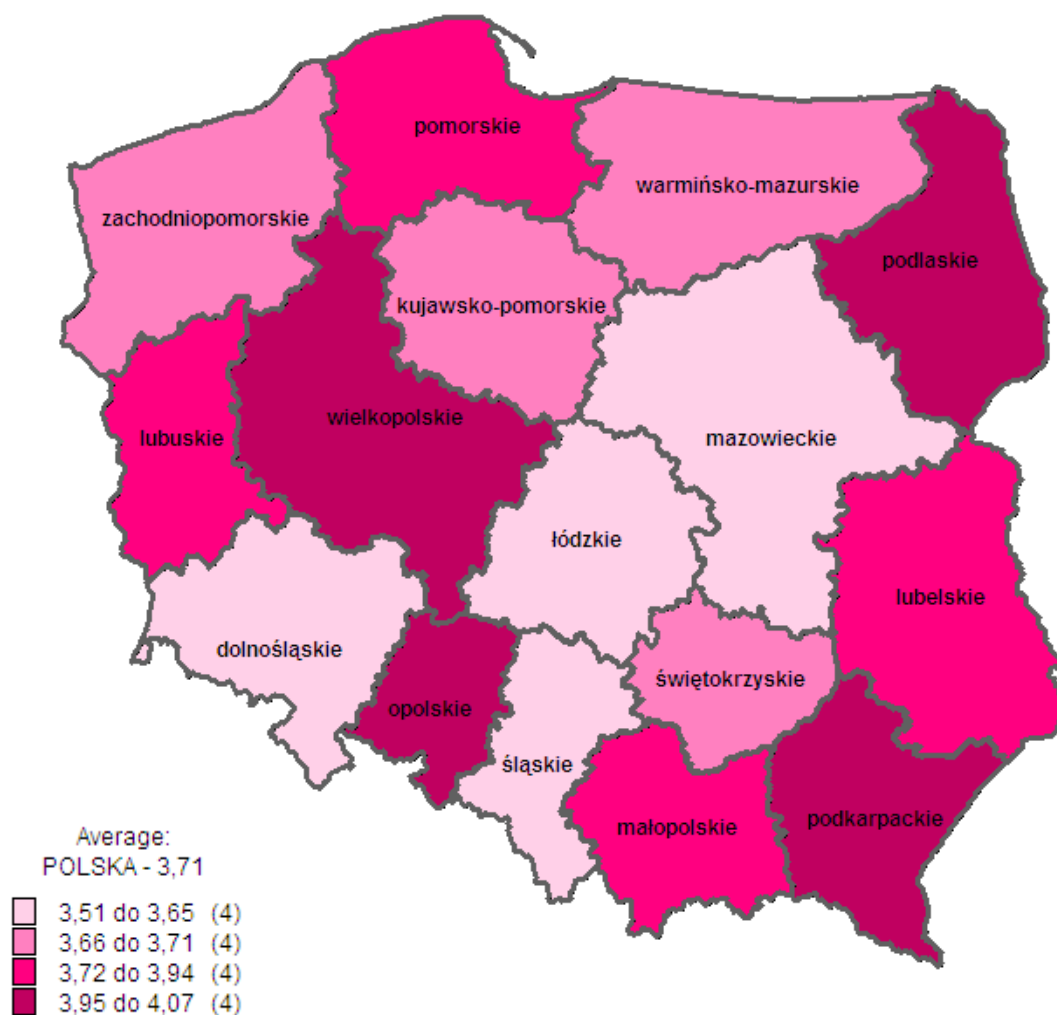 pomorskie
warmińsko-mazurskie
zachodniopomorskie
podlaskie
kujawsko-pomorskie
wielkopolskie
lubuskie
mazowieckie
łódzkie
lubelskie
dolnośląskie
świętokrzyskie
opolskie
śląskie
małopolskie
podkarpackie
Average:
POLSKA - 3,71
3,51 do 3,65 (4)
3,66 do 3,71 (4)
3,72 do 3,94 (4)
3,95 do 4,07 (4)